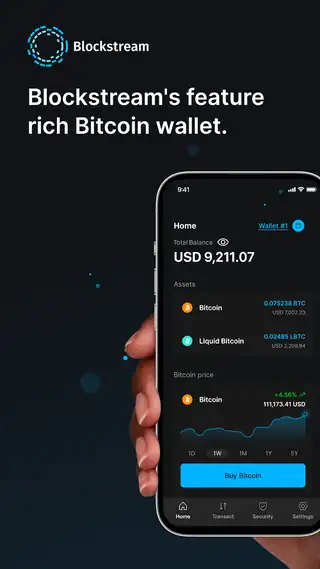 Blockstream
Blockstream's feature
rich Bitcoin wallet.
9:41
Home
Wallet #1
Total Balance
USD 9,211.07
Assets
Bitcoin
0.075238 BTC
USD 7,002.23
Liquid Bitcoin
0.02485 LBTC
USD 2,208.84
Bitcoin price
Bitcoin
+4.56%
111,173.41 USD
1D 1W 1M 1Y 5Y
Buy Bitcoin
Home Transact Security Settings